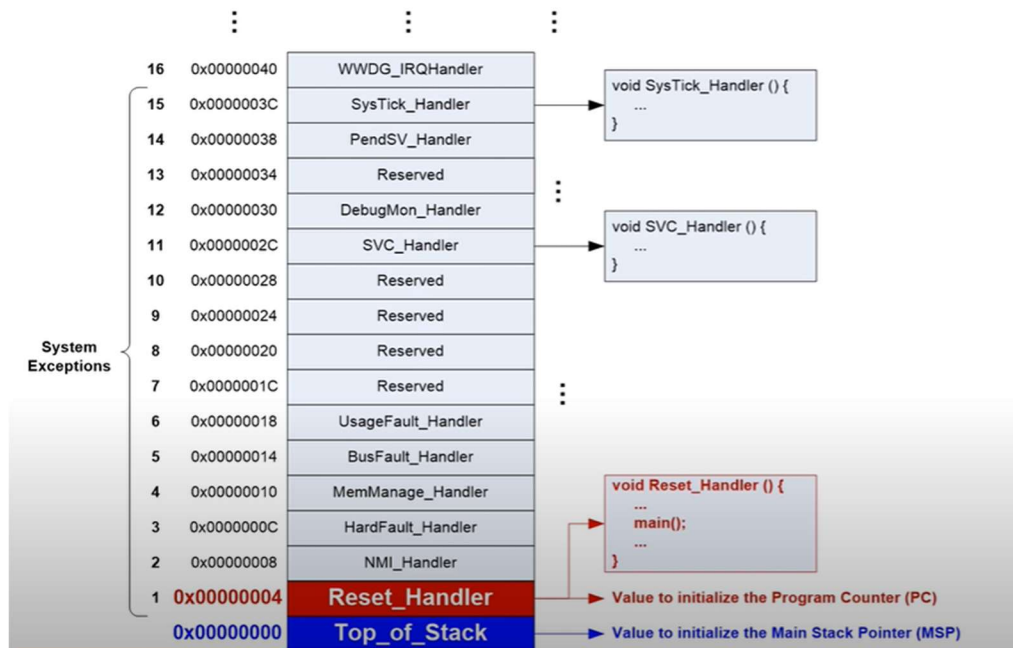 16 0x00000040 WWDG_IRQHandler
15 0x0000003C SysTick_Handler
void SysTick_Handler () {
...
}
14 0x00000038 PendSV_Handler
13 0x00000034 Reserved
12 0x00000030 DebugMon_Handler
11 0x0000002C SVC_Handler
void SVC_Handler () {
...
}
10 0x00000028 Reserved
9 0x00000024 Reserved
System
Exceptions
8 0x00000020 Reserved
7 0x0000001C Reserved
6 0x00000018 UsageFault_Handler
5 0x00000014 BusFault_Handler
4 0x00000010 MemManage_Handler
3 0x0000000C HardFault_Handler
void Reset_Handler () {
...
main();
...
}
2 0x00000008 NMI_Handler
1 0x00000004 Reset_Handler Value to initialize the Program Counter (PC)
0x00000000 Top_of_Stack Value to initialize the Main Stack Pointer (MSP)